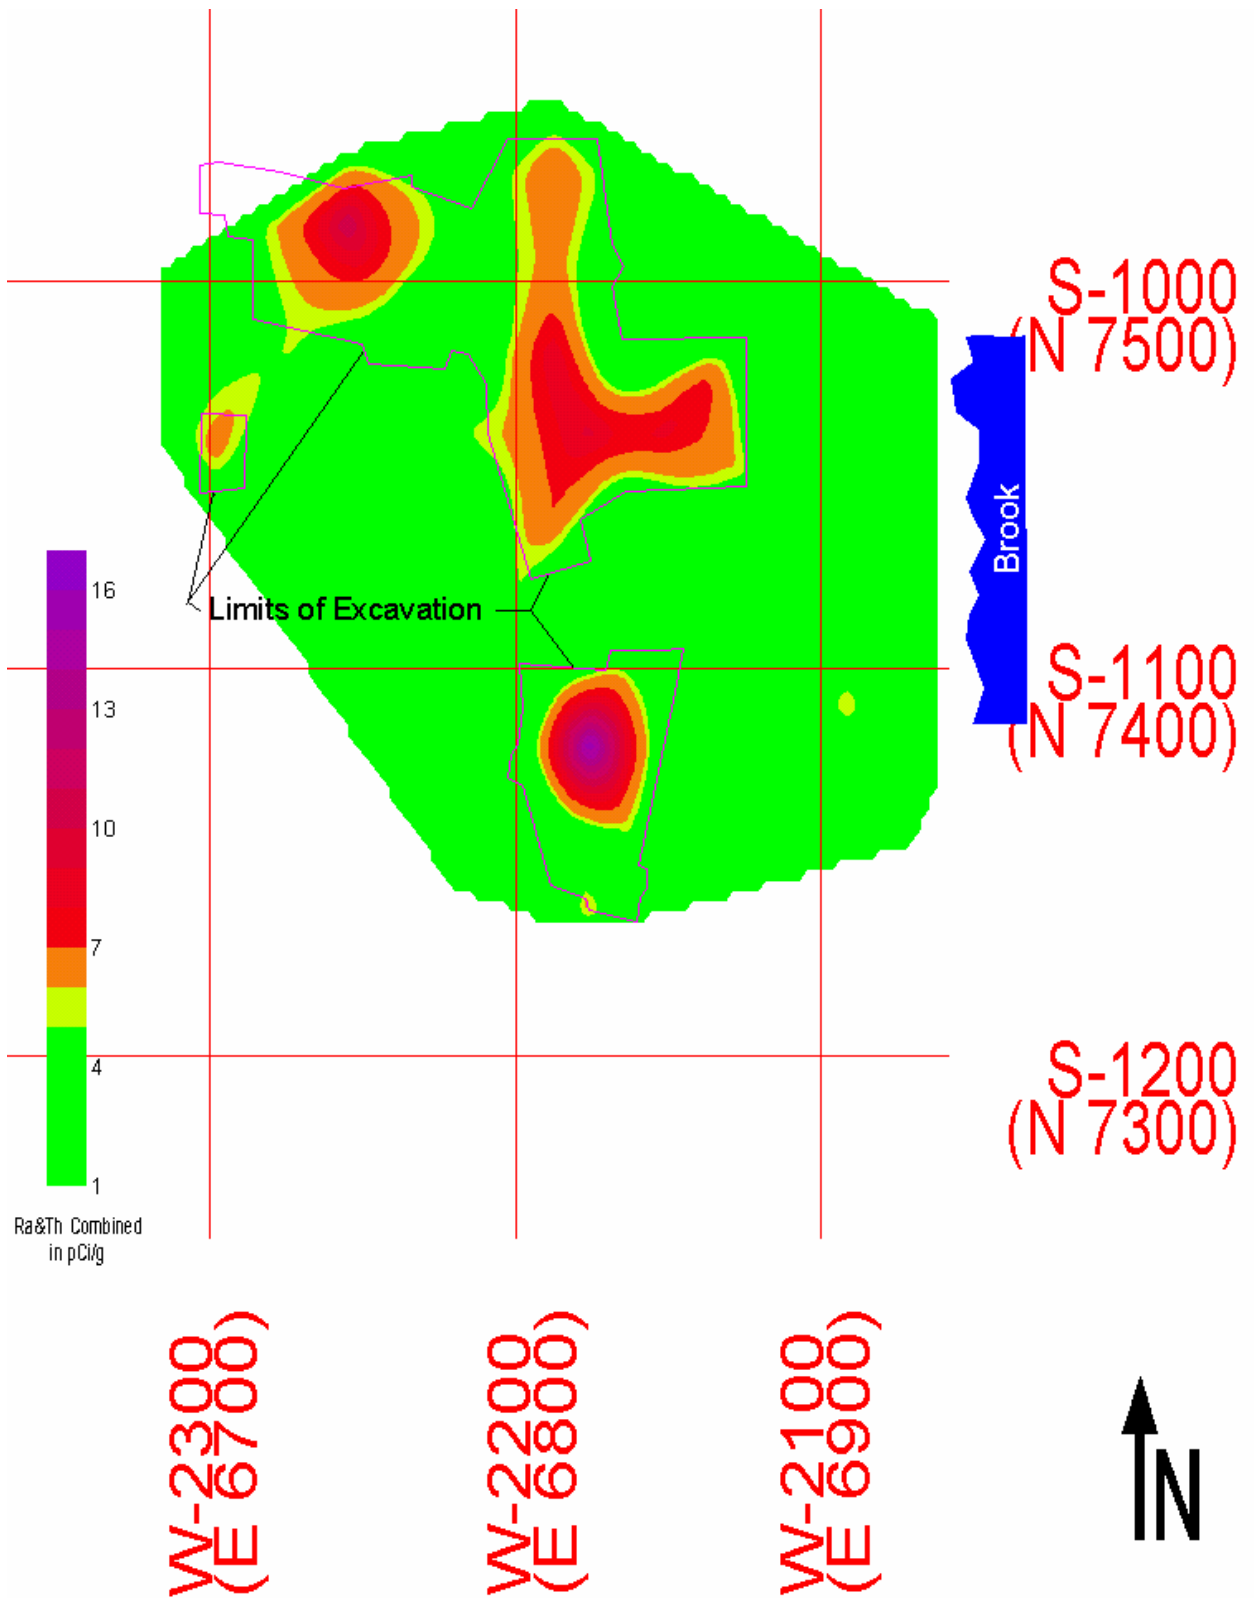 S-1000
(N 7500)
Brook
16
Limits of Excavation
S-1100
13
(N 7400)
10
7
S-1200
4
(N 7300)
1
Ra&Th Combined
in pCi/g
W-2300
(E 6700)
W-2200
(E 6800)
W-2100
(E 6900)
N